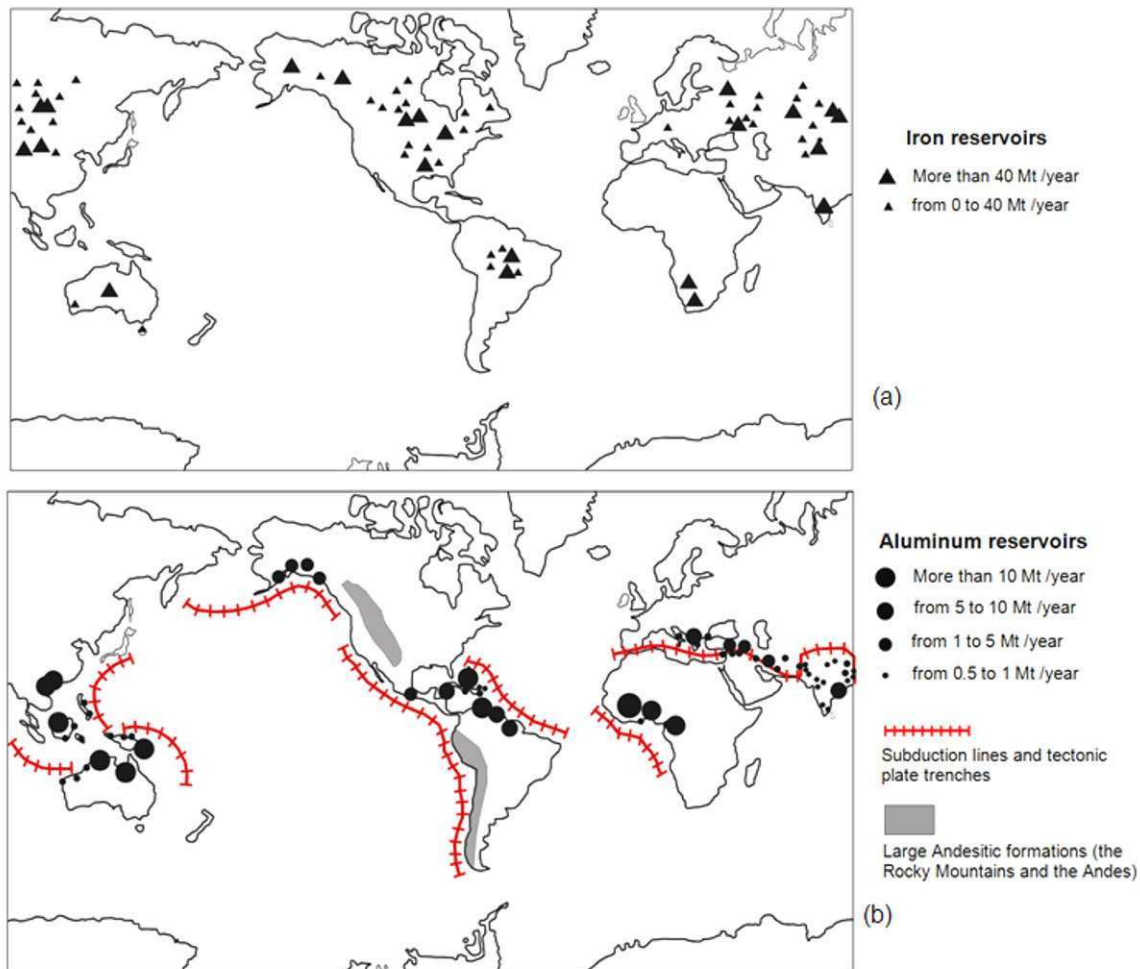 Iron reservoirs
More than 40 Mt /year
from 0 to 40 Mt /year
(a)
Aluminum reservoirs
More than 10 Mt /year
from 5 to 10 Mt /year
from 1 to 5 Mt /year
from 0.5 to 1 Mt /year
Subduction lines and tectonic
plate trenches
Large Andesitic formations (the
Rocky Mountains and the Andes)
(b)